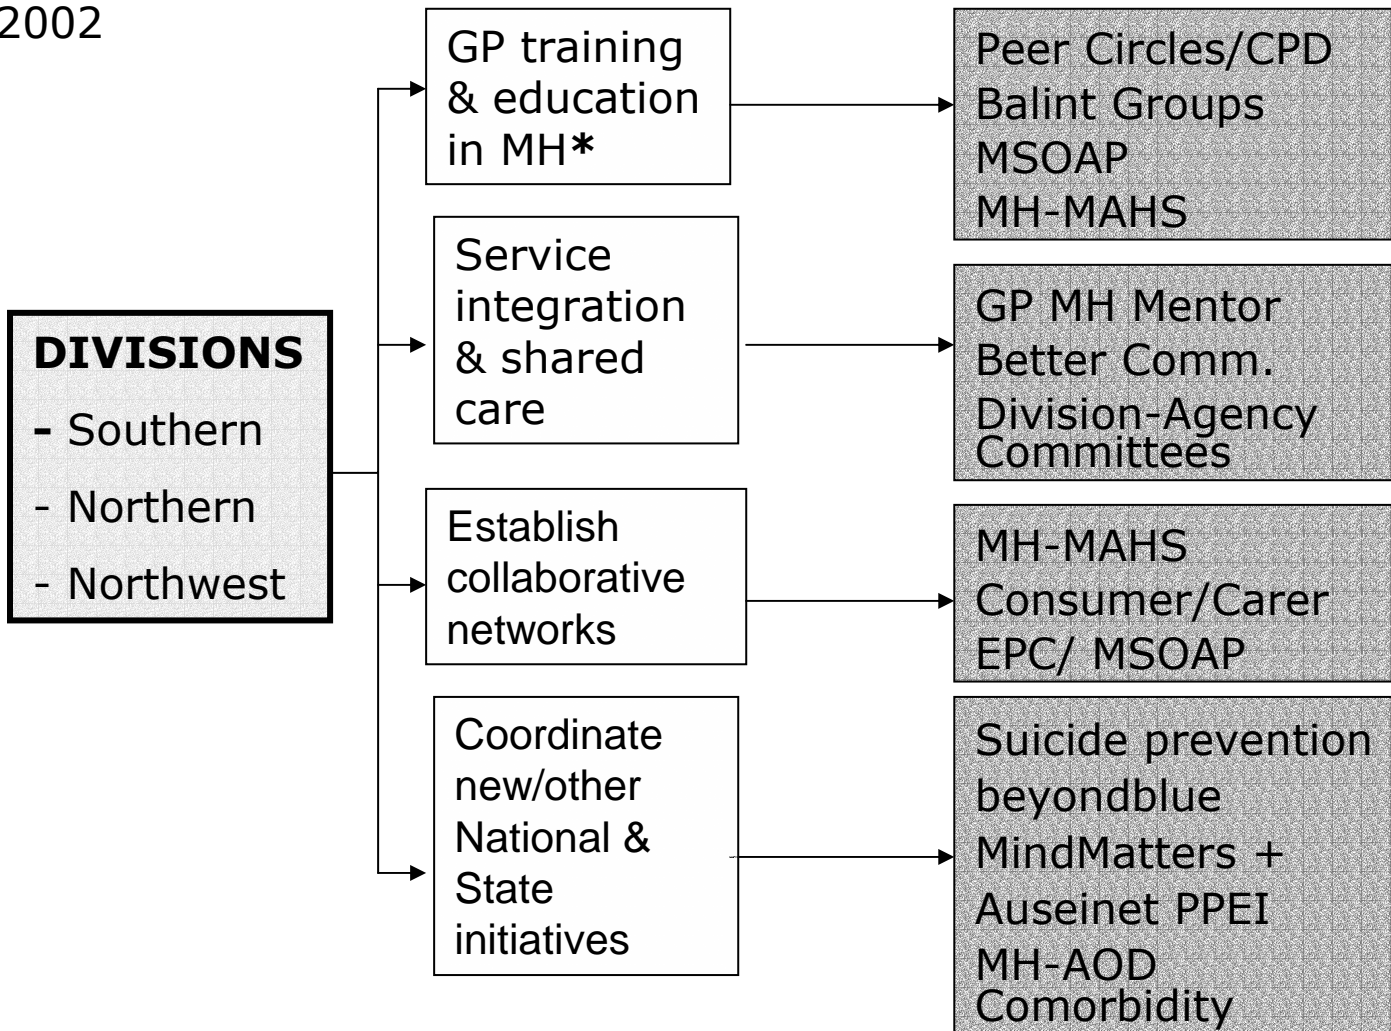 2002
GP training
& education
in MH*
Peer Circles/CPD
Balint Groups
MSOAP
MH-MAHS
Service
integration
& shared
care
GP MH Mentor
Better Comm.
Division-Agency
Committees
DIVISIONS
- Southern
- Northern
- Northwest
Establish
collaborative
networks
MH-MAHS
Consumer/Carer
EPC/ MSOAP
Coordinate
new/other
National &
State
initiatives
Suicide prevention
beyondblue
MindMatters +
Auseinet PPEI
MH-AOD
Comorbidity